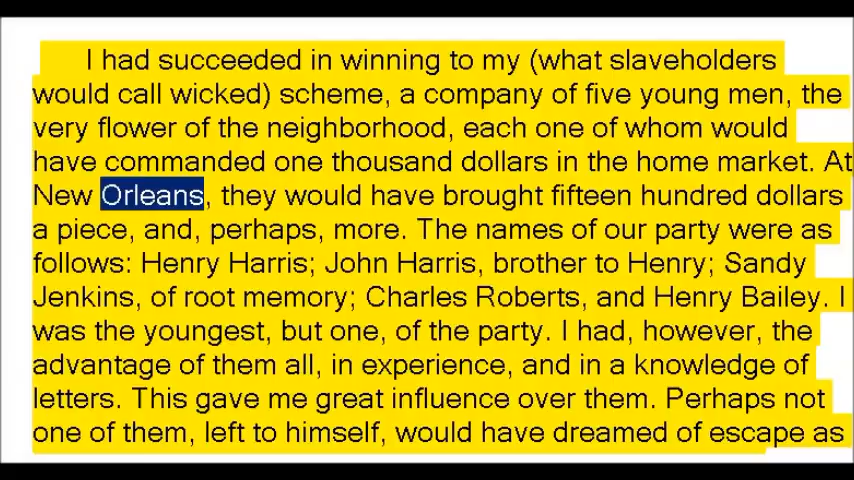 I had succeeded in winning to my (what slaveholders
would call wicked) scheme, a company of five young men, the
very flower of the neighborhood, each one of whom would
have commanded one thousand dollars in the home market. At
New Orleans, they would have brought fifteen hundred dollars
a piece, and, perhaps, more. The names of our party were as
follows: Henry Harris; John Harris, brother to Henry; Sandy
Jenkins, of root memory; Charles Roberts, and Henry Bailey. I
was the youngest, but one, of the party. I had, however, the
advantage of them all, in experience, and in a knowledge of
letters. This gave me great influence over them. Perhaps not
one of them, left to himself, would have dreamed of escape as